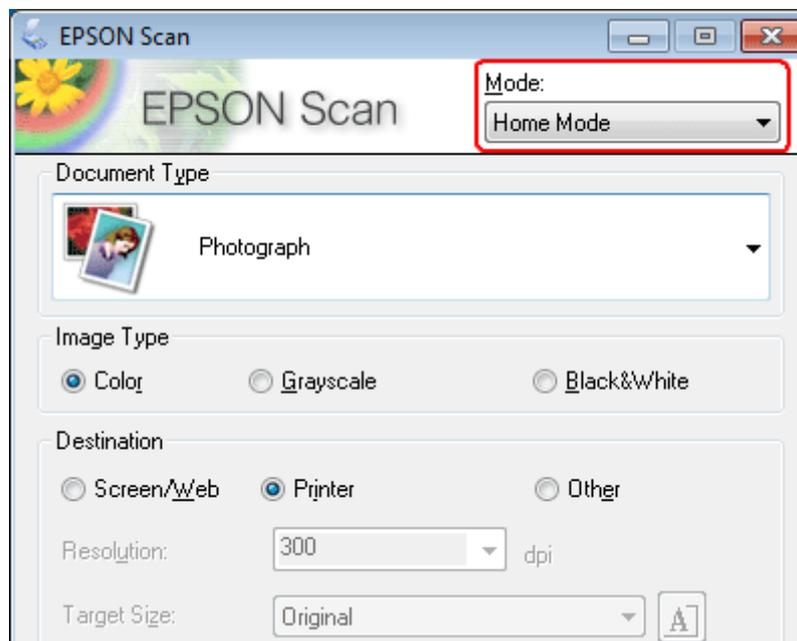 EPSON Scan
EPSON Scan
Mode:
Home Mode
Document Type
Photograph
Image Type
Color Grayscale Black&White
Destination
Screen/Web Printer Other
Resolution: 300 dpi
Target Size: Original A